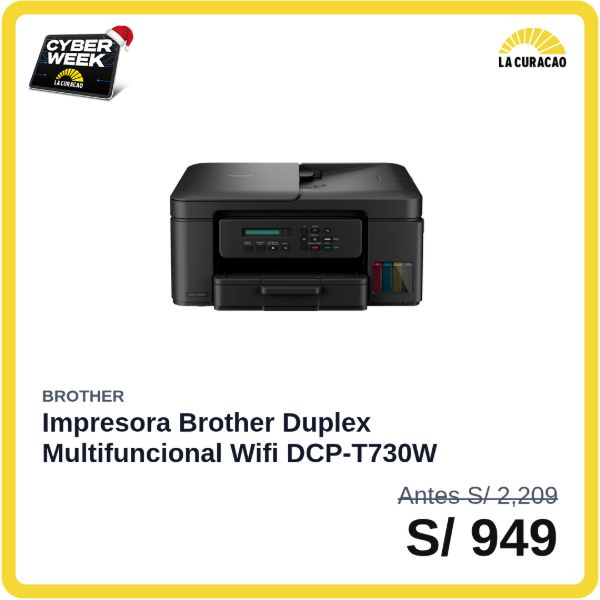 CYBER
WEEK
LA CURACAO
LA CURACAO
BROTHER
Impresora Brother Duplex
Multifuncional Wifi DCP-T730W
Antes S/ 2,209
S/ 949